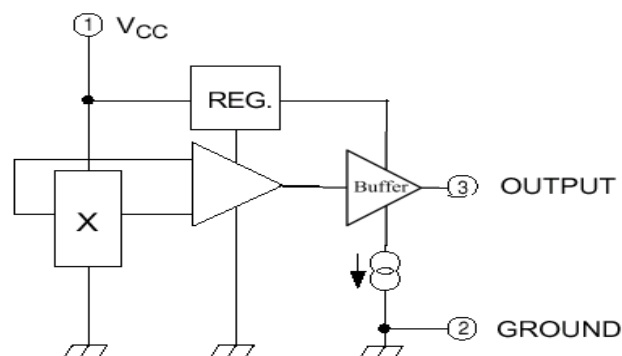 1 VCC
REG.
X
Buffer
3 OUTPUT
2 GROUND